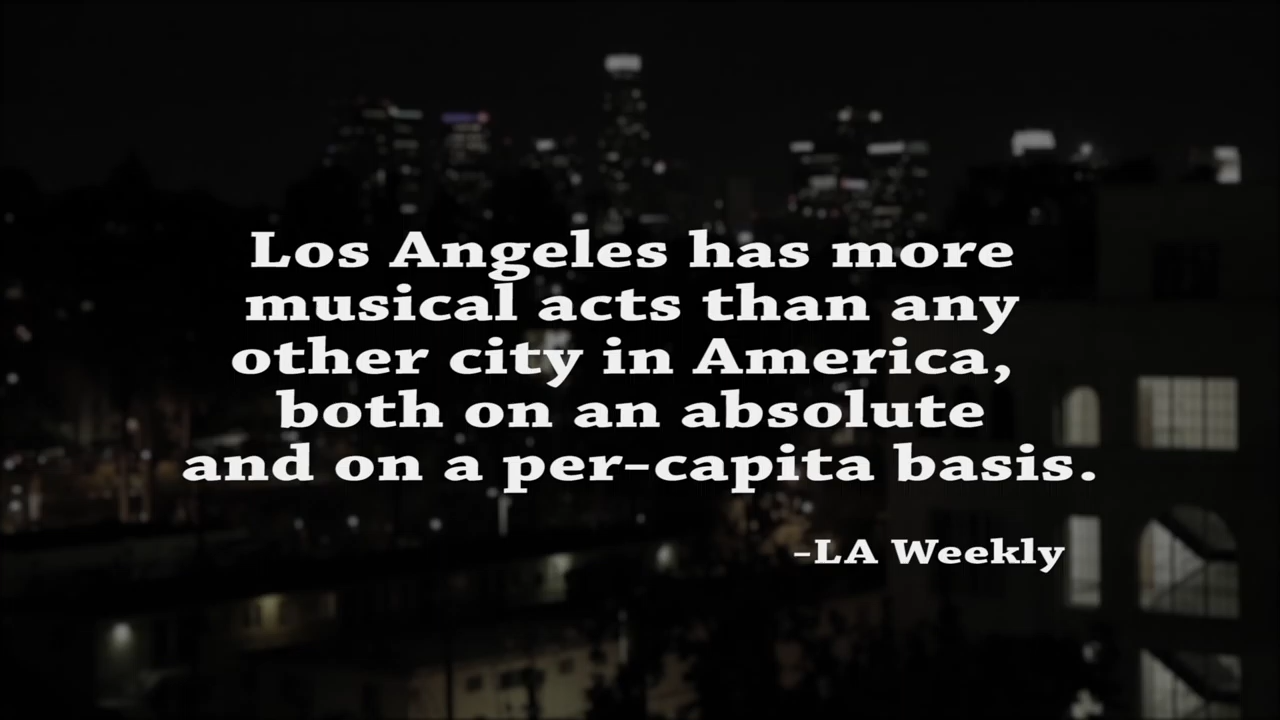 Los Angeles has more
musical acts than any
other city in America,
both on an absolute
and on a per-capita basis.
-LA Weekly